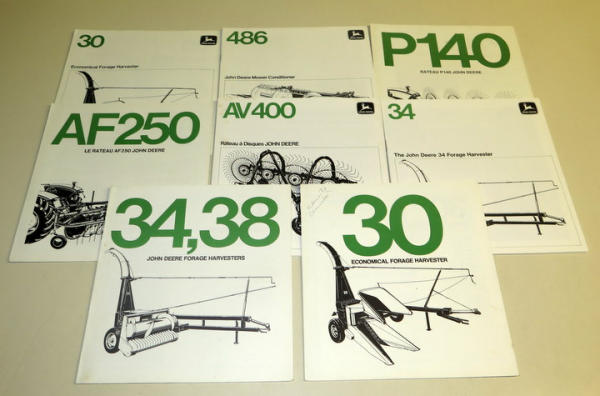 30
Economical Forage Harvester
486
John Deere Mower Conditioner
P140
RATEAU P140 JOHN DEERE
AF250
LE RATEAU AF250 JOHN DEERE
AV400
Râteau à Disques JOHN DEERE
34
The John Deere 34 Forage Harvester
34,38
JOHN DEERE FORAGE HARVESTERS
30
ECONOMICAL FORAGE HARVESTER